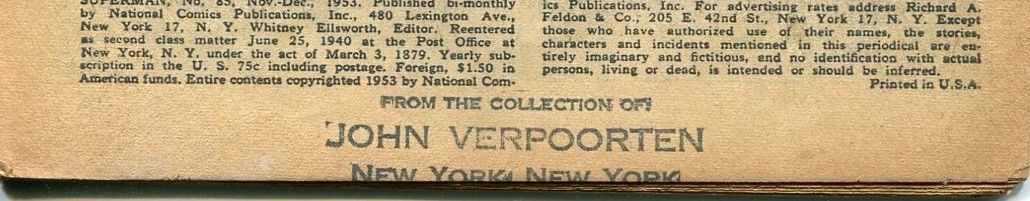 SUPERMAN, No. 85, Nov.-Dec., 1953. Published bi-monthly
by National Comics Publications, Inc., 480 Lexington Ave.,
New York 17, N. Y. Whitney Ellsworth, Editor. Reentered
as second class matter June 25, 1940 at the Post Office at
New York, N. Y., under the act of March 3, 1879. Yearly sub-
scription in the U. S. 75c including postage. Foreign, $1.50 in
American funds. Entire contents copyrighted 1953 by National Com-
ics Publications, Inc. For advertising rates address Richard A.
Feldon & Co., 205 E. 42nd St., New York 17, N. Y. Except
those who have authorized use of their names, the stories,
characters and incidents mentioned in this periodical are en-
tirely imaginary and fictitious, and no identification with actual
persons, living or dead, is intended or should be inferred.
Printed in U.S.A.
FROM THE COLLECTION OF:
JOHN VERPOORTEN
NEW YORK, NEW YORK